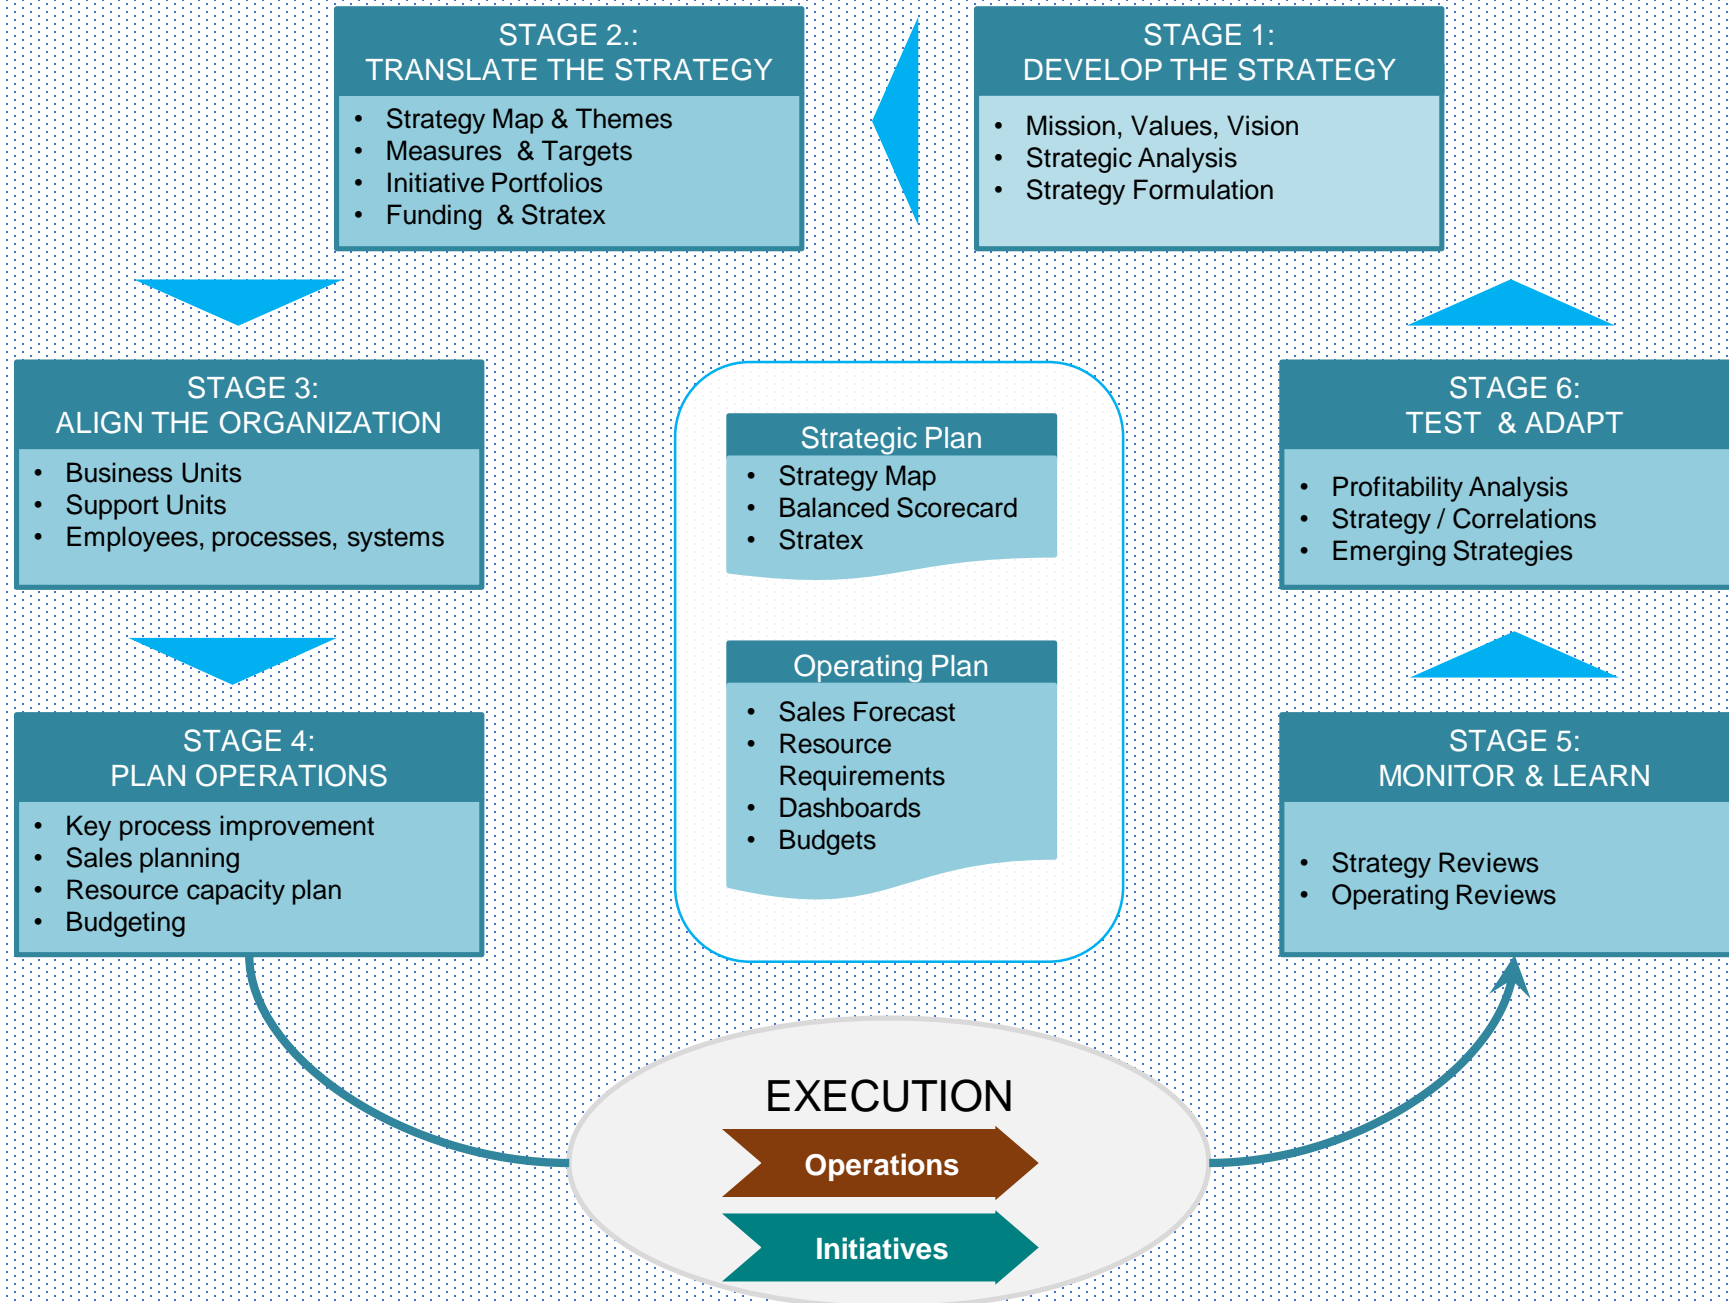 STAGE 1:
DEVELOP THE STRATEGY
• Mission, Values, Vision
• Strategic Analysis
• Strategy Formulation
STAGE 2.:
TRANSLATE THE STRATEGY
• Strategy Map & Themes
• Measures & Targets
• Initiative Portfolios
• Funding & Stratex
STAGE 3:
ALIGN THE ORGANIZATION
• Business Units
• Support Units
• Employees, processes, systems
STAGE 4:
PLAN OPERATIONS
• Key process improvement
• Sales planning
• Resource capacity plan
• Budgeting
Strategic Plan
• Strategy Map
• Balanced Scorecard
• Stratex
Operating Plan
• Sales Forecast
• Resource
Requirements
• Dashboards
• Budgets
EXECUTION
Operations
Initiatives
STAGE 5:
MONITOR & LEARN
• Strategy Reviews
• Operating Reviews
STAGE 6:
TEST & ADAPT
• Profitability Analysis
• Strategy / Correlations
• Emerging Strategies